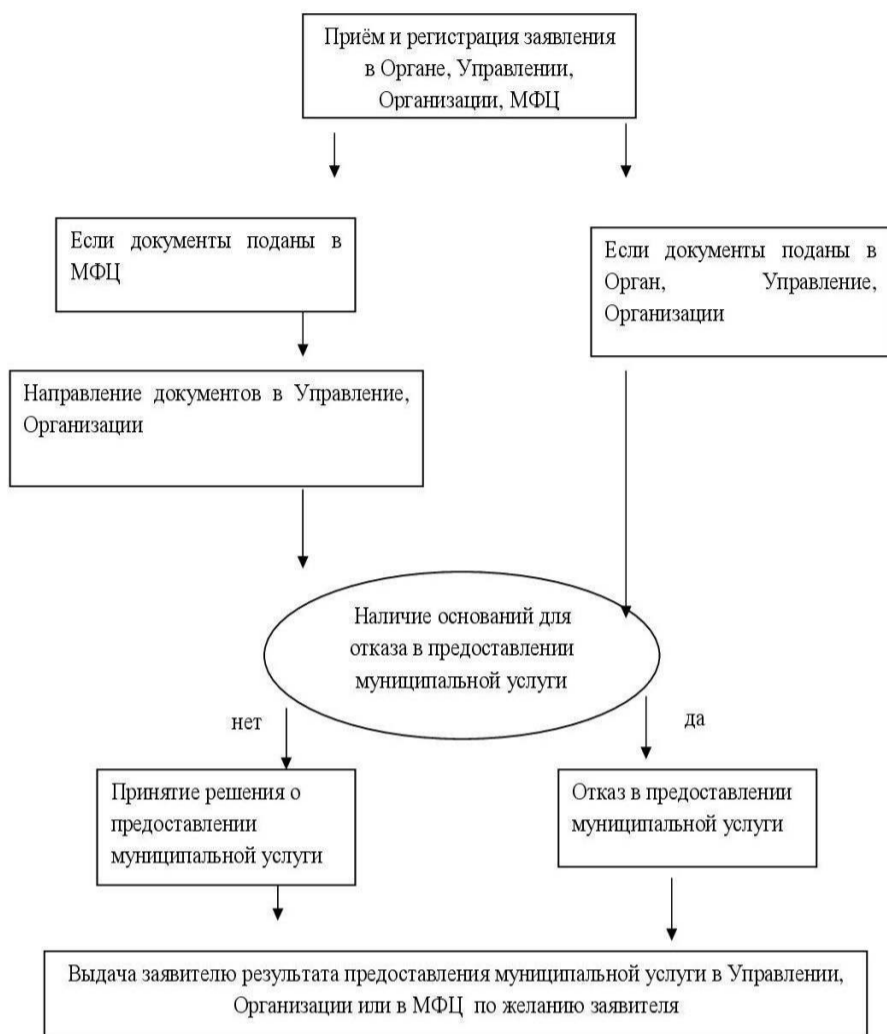 Приём и регистрация заявления
в Органе, Управлении,
Организации, МФЦ
Если документы поданы в
МФЦ
Если документы поданы в
Орган, Управление,
Организации
Направление документов в Управление,
Организации
Наличие оснований для
отказа в предоставлении
муниципальной услуги
нет
да
Принятие решения о
предоставлении
муниципальной услуги
Отказ в предоставлении
муниципальной услуги
Выдача заявителю результата предоставления муниципальной услуги в Управлении,
Организации или в МФЦ по желанию заявителя